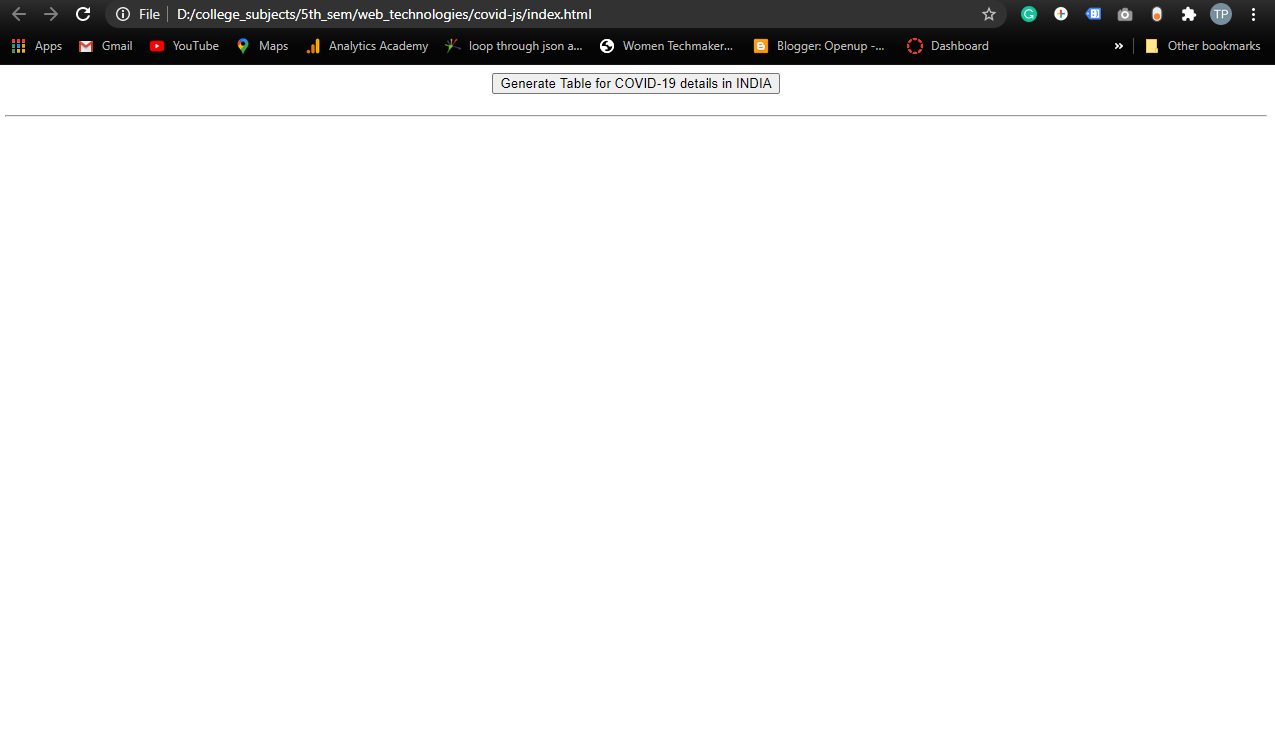 File D:/college_subjects/5th_sem/web_technologies/covid-js/index.html TP
Apps Gmail YouTube Maps Analytics Academy loop through json a... Women Techmaker... Blogger: Openup -... Dashboard » Other bookmarks
Generate Table for COVID-19 details in INDIA